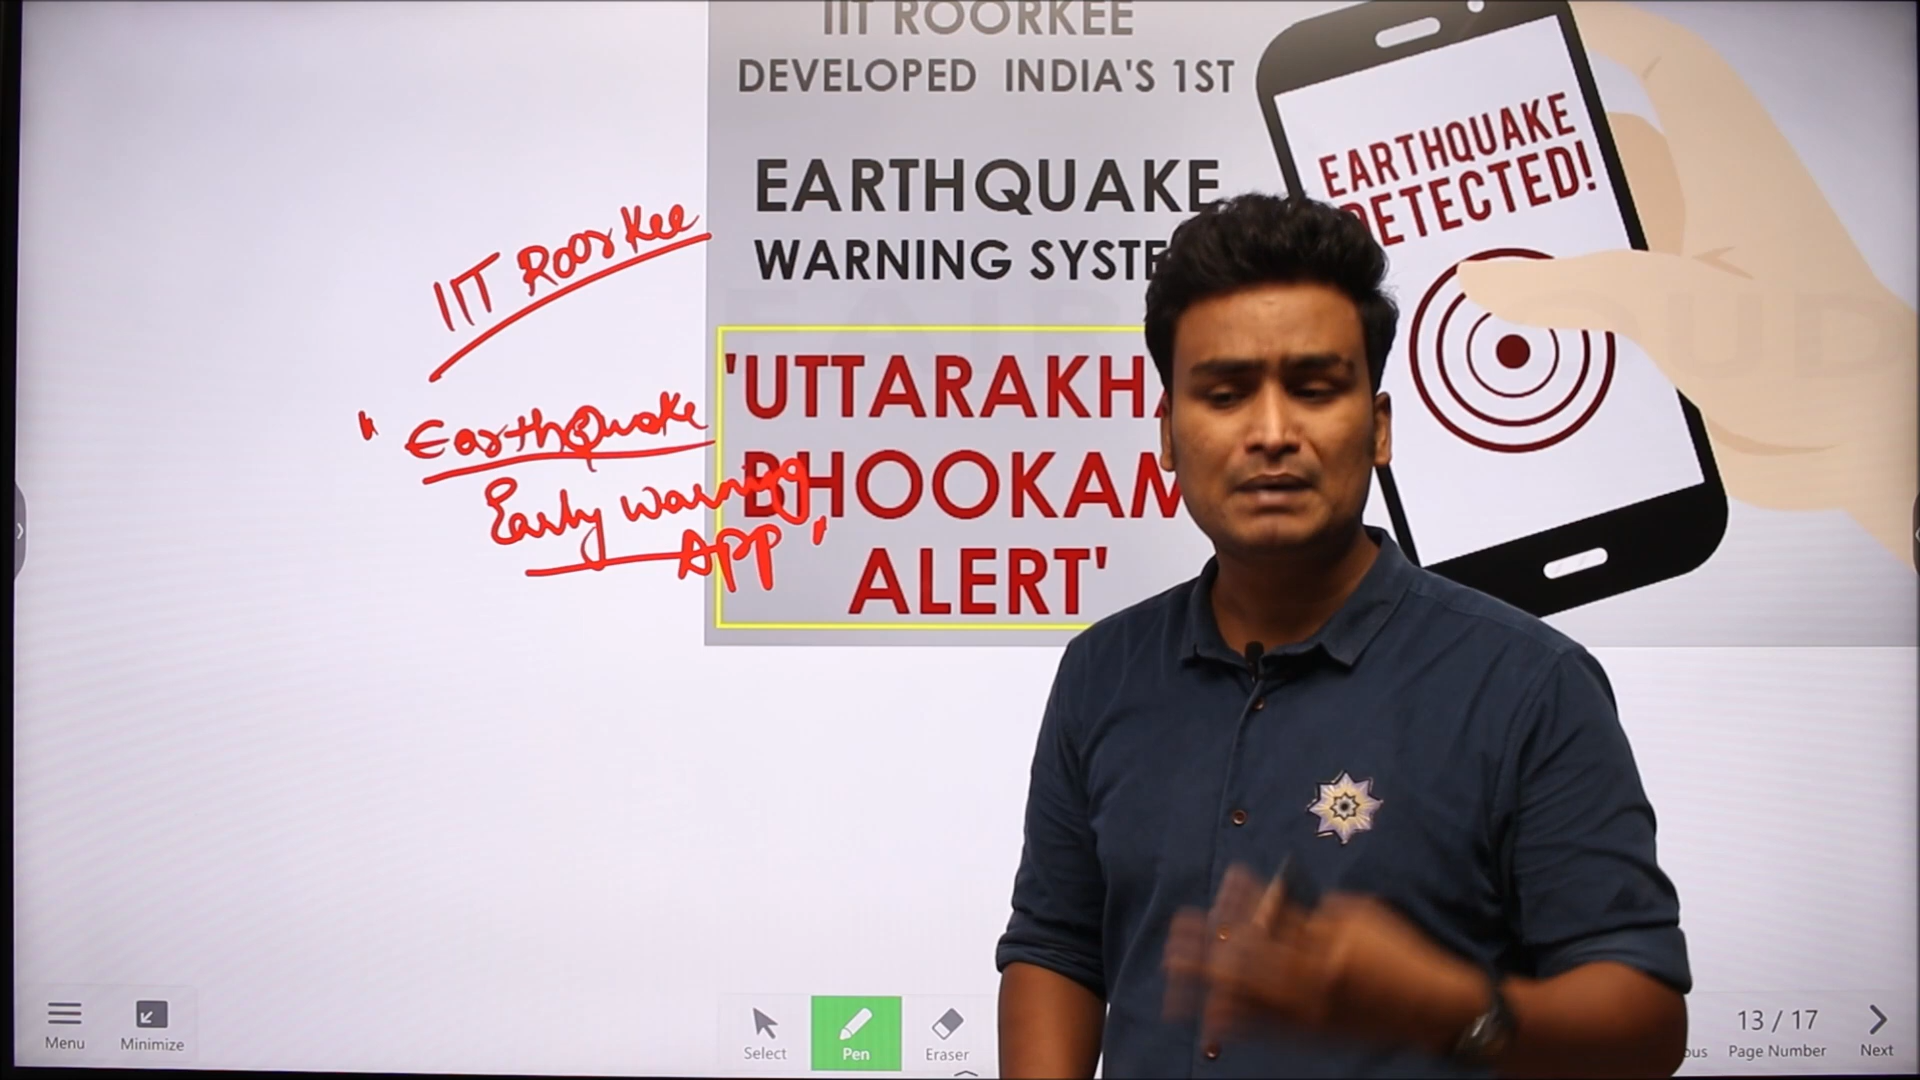 IIT ROORKEE
DEVELOPED INDIA'S 1ST
EARTHQUAKE
WARNING SYSTE
'UTTARAKHA
BHOOKAM
ALERT'
EARTHQUAKE
DETECTED!
IIT Roorkee
" Earthquake
Early warning
App "
Menu
Minimize
Select
Pen
Eraser
ous
13 / 17
Page Number
Next